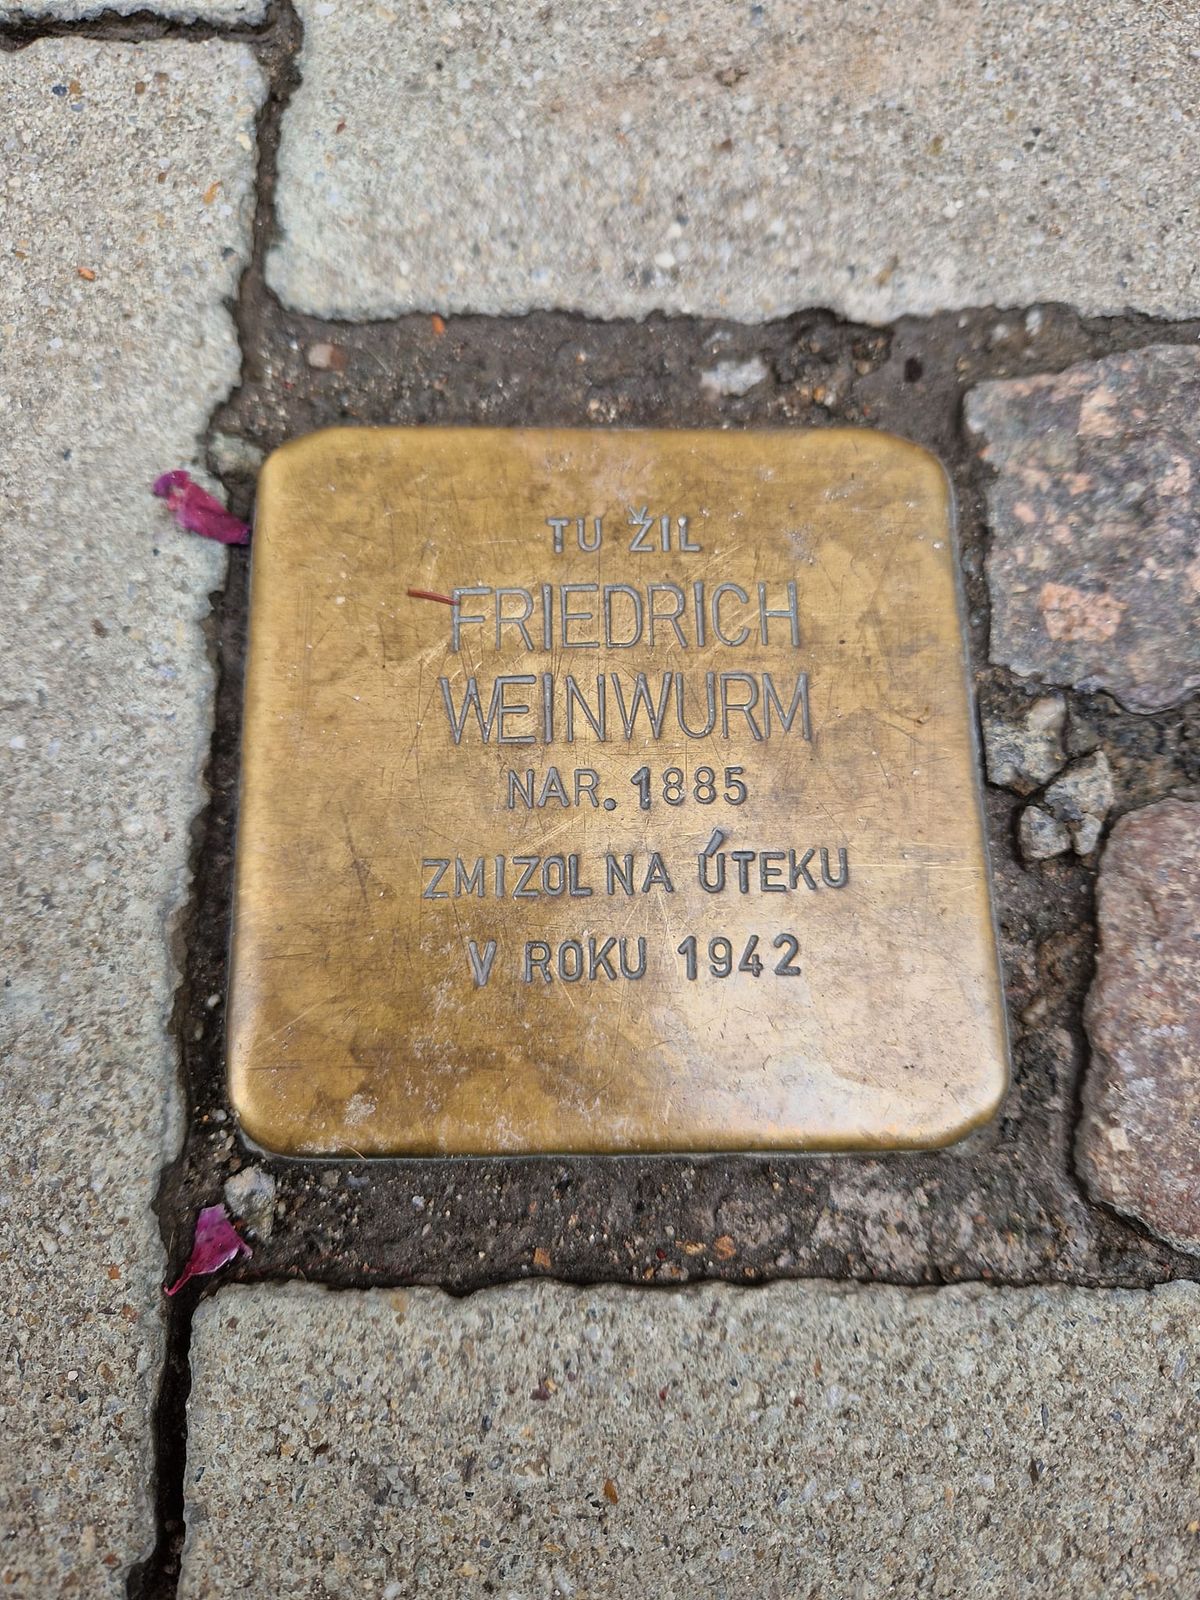 TU ŽIL
FRIEDRICH
WEINWURM
NAR. 1885
ZMIZOL NA ÚTEKU
V ROKU 1942